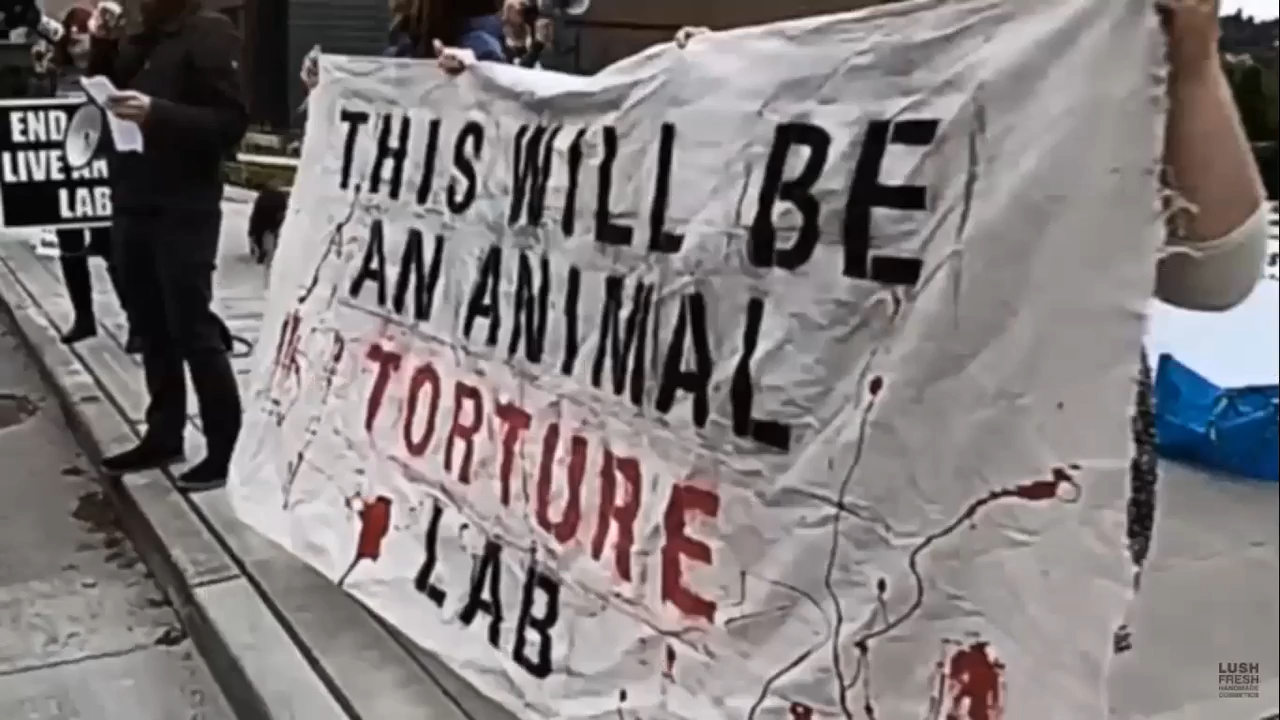 END
LIVE
LAB
THIS WILL BE
AN ANIMAL
TORTURE
LAB
LUSH
FRESH
HANDMADE
COSMETICS